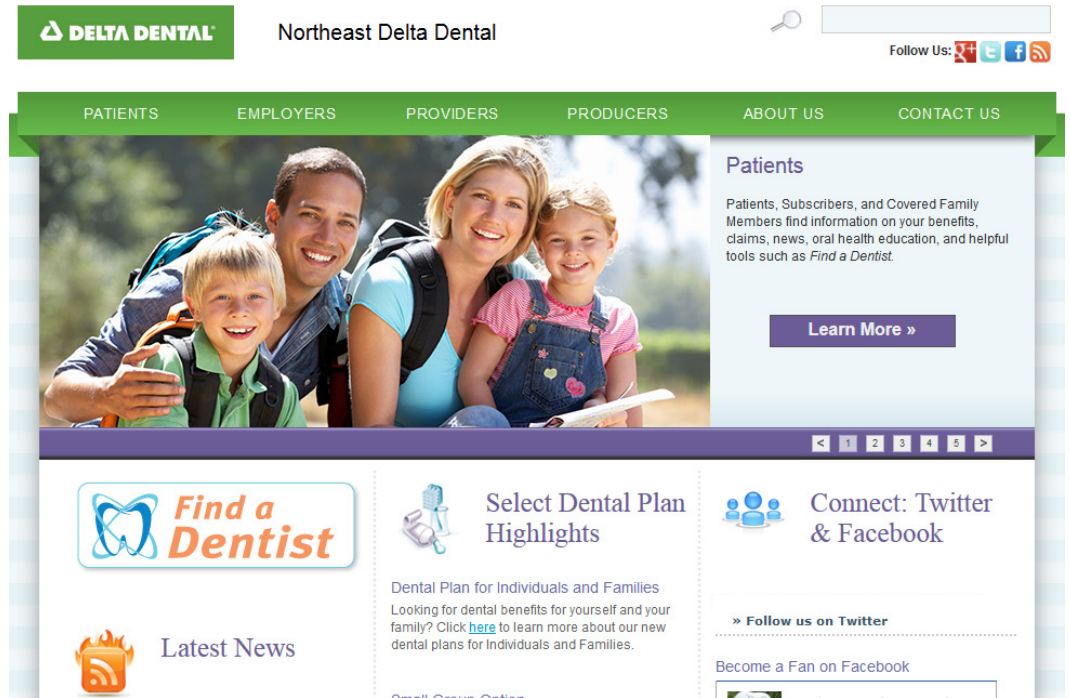 DELTA DENTAL®
Northeast Delta Dental
Follow Us:
PATIENTS
EMPLOYERS
PROVIDERS
PRODUCERS
ABOUT US
CONTACT US
Patients
Patients, Subscribers, and Covered Family
Members find information on your benefits,
claims, news, oral health education, and helpful
tools such as Find a Dentist.
Learn More »
< 1 2 3 4 5 >
Find a
Dentist
Latest News
Select Dental Plan
Highlights
Dental Plan for Individuals and Families
Looking for dental benefits for yourself and your
family? Click here to learn more about our new
dental plans for Individuals and Families.
Small Group Option
Connect: Twitter
& Facebook
» Follow us on Twitter
Become a Fan on Facebook